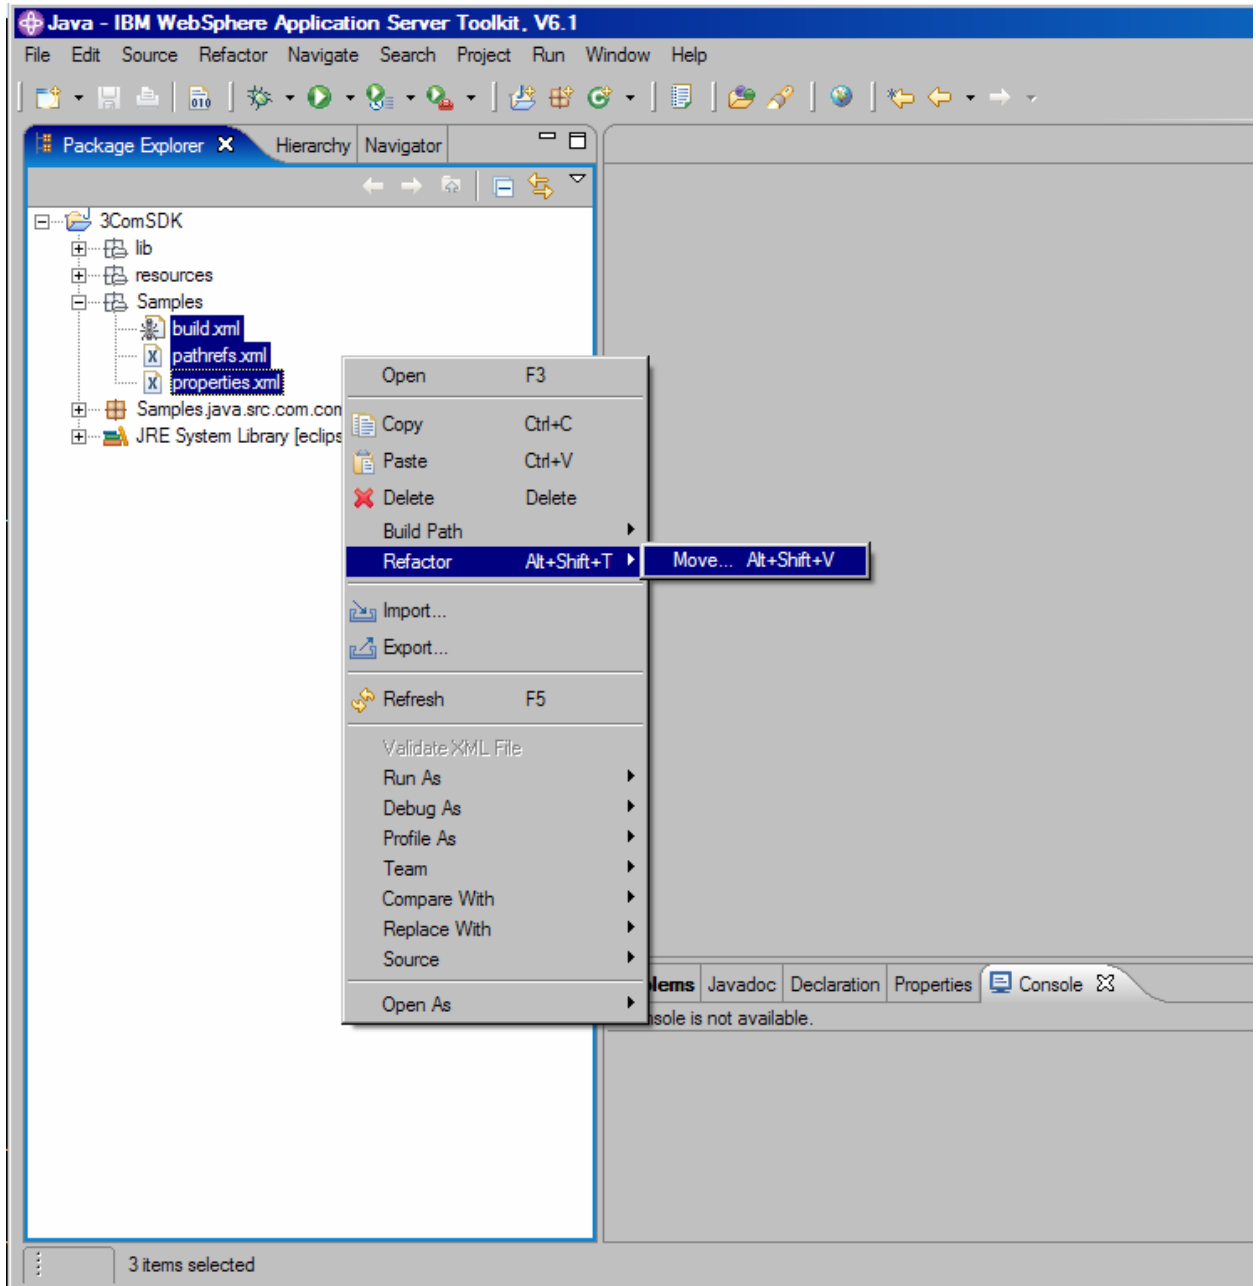 Java - IBM WebSphere Application Server Toolkit, V6.1
File Edit Source Refactor Navigate Search Project Run Window Help
010
Package Explorer Hierarchy Navigator
3ComSDK
lib
resources
Samples
build.xml
pathrefs.xml
properties.xml
Samples.java.src.com.com
JRE System Library [eclips
Open F3
Copy Ctrl+C
Paste Ctrl+V
Delete Delete
Build Path
Refactor Alt+Shift+T
Move... Alt+Shift+V
Import...
Export...
Refresh F5
Validate XML File
Run As
Debug As
Profile As
Team
Compare With
Replace With
Source
Open As
lems Javadoc Declaration Properties Console
nsole is not available.
3 items selected